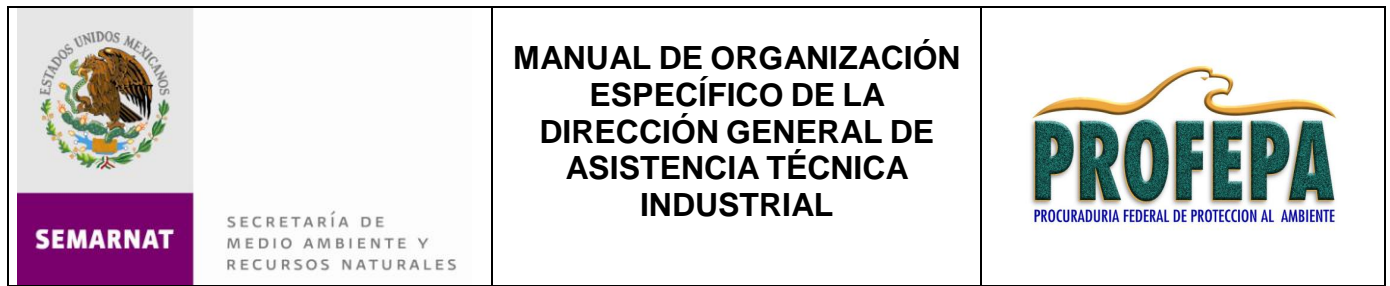 ESTADOS UNIDOS MEXICANOS
SEMARNAT
SECRETARÍA DE
MEDIO AMBIENTE Y
RECURSOS NATURALES
MANUAL DE ORGANIZACIÓN
ESPECÍFICO DE LA
DIRECCIÓN GENERAL DE
ASISTENCIA TÉCNICA
INDUSTRIAL
PROFEPA
PROCURADURIA FEDERAL DE PROTECCION AL AMBIENTE